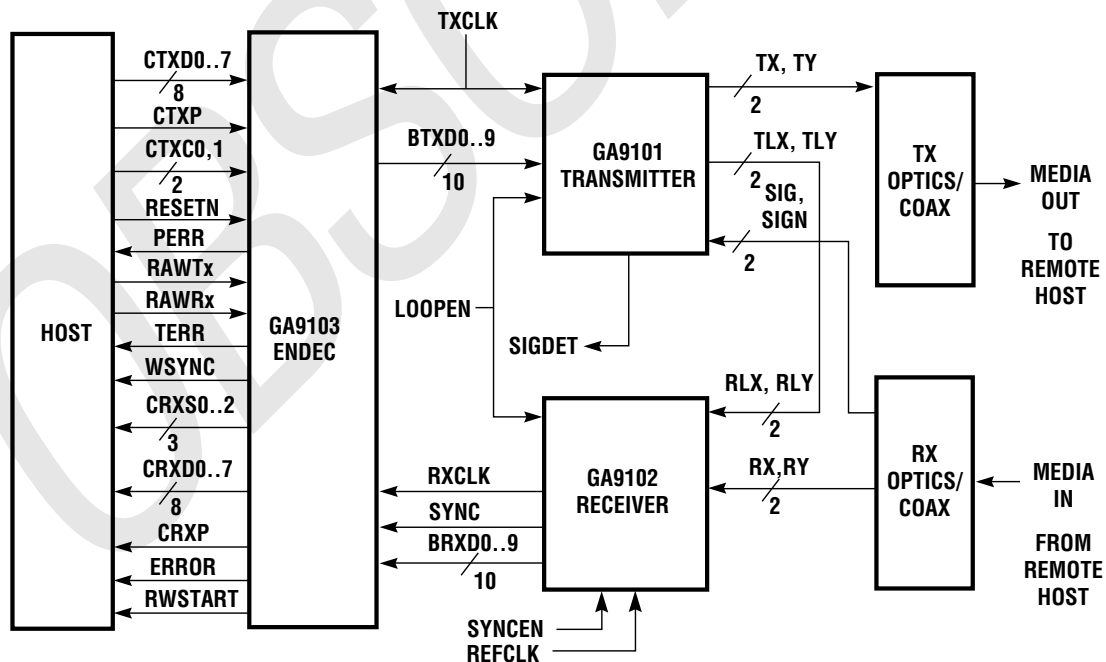 TXCLK
HOST
CTXD0..7
8
CTXP
CTXC0,1
2
RESETN
PERR
RAWTx
RAWRx
TERR
WSYNC
CRXS0..2
3
CRXD0..7
8
CRXP
ERROR
RWSTART
GA9103
ENDEC
BTXD0..9
10
LOOPEN
SIGDET
RXCLK
SYNC
BRXD0..9
10
SYNCEN
REFCLK
GA9101
TRANSMITTER
GA9102
RECEIVER
TX, TY
2
TLX, TLY
2
SIG,
SIGN
2
RLX, RLY
2
RX,RY
2
TX
OPTICS/
COAX
RX
OPTICS/
COAX
MEDIA
OUT
TO
REMOTE
HOST
MEDIA
IN
FROM
REMOTE
HOST
OBSO